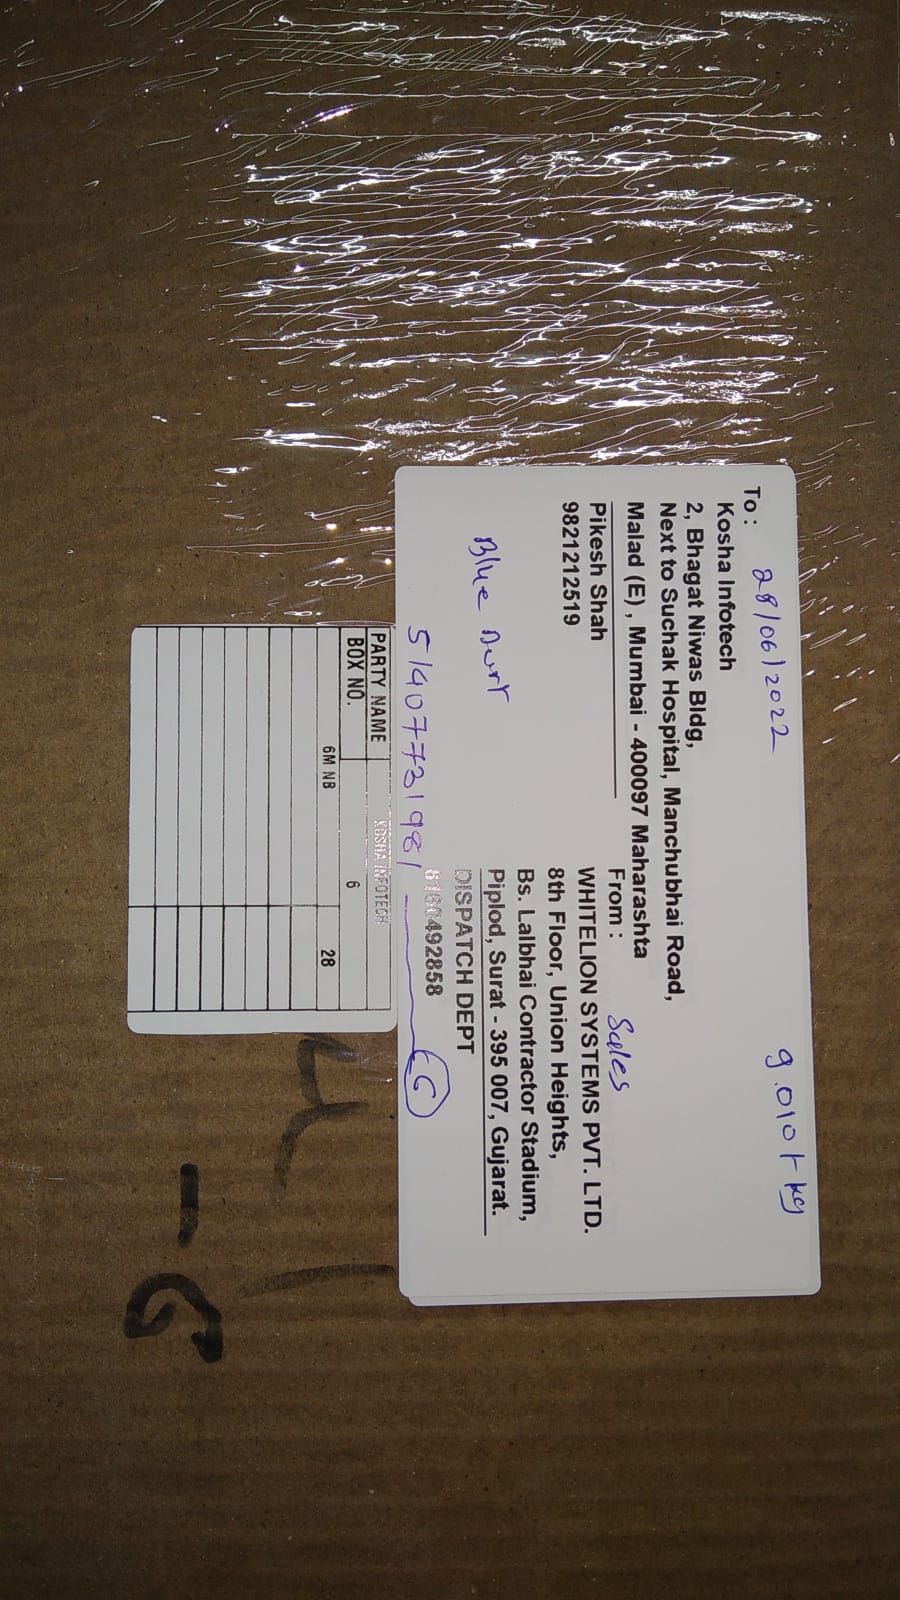 28/06/2022
9.010 kg
To :
Kosha Infotech
2, Bhagat Niwas Bldg,
Next to Suchak Hospital, Manchubhai Road,
Malad (E) , Mumbai - 400097 Maharashta
Pikesh Shah
9821212519
From :
Sales
WHITELION SYSTEMS PVT. LTD.
8th Floor, Union Heights,
Bs. Lalbhai Contractor Stadium,
Piplod, Surat - 395 007, Gujarat.
DISPATCH DEPT
Blue Dart
51407731981
6
PARTY NAME KOSHA INFOTECH
BOX NO. 6
6M NB 28